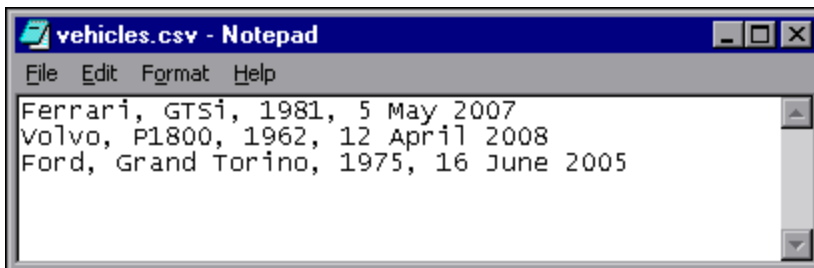 vehicles.csv - Notepad
File Edit Format Help
Ferrari, GTSi, 1981, 5 May 2007
Volvo, P1800, 1962, 12 April 2008
Ford, Grand Torino, 1975, 16 June 2005